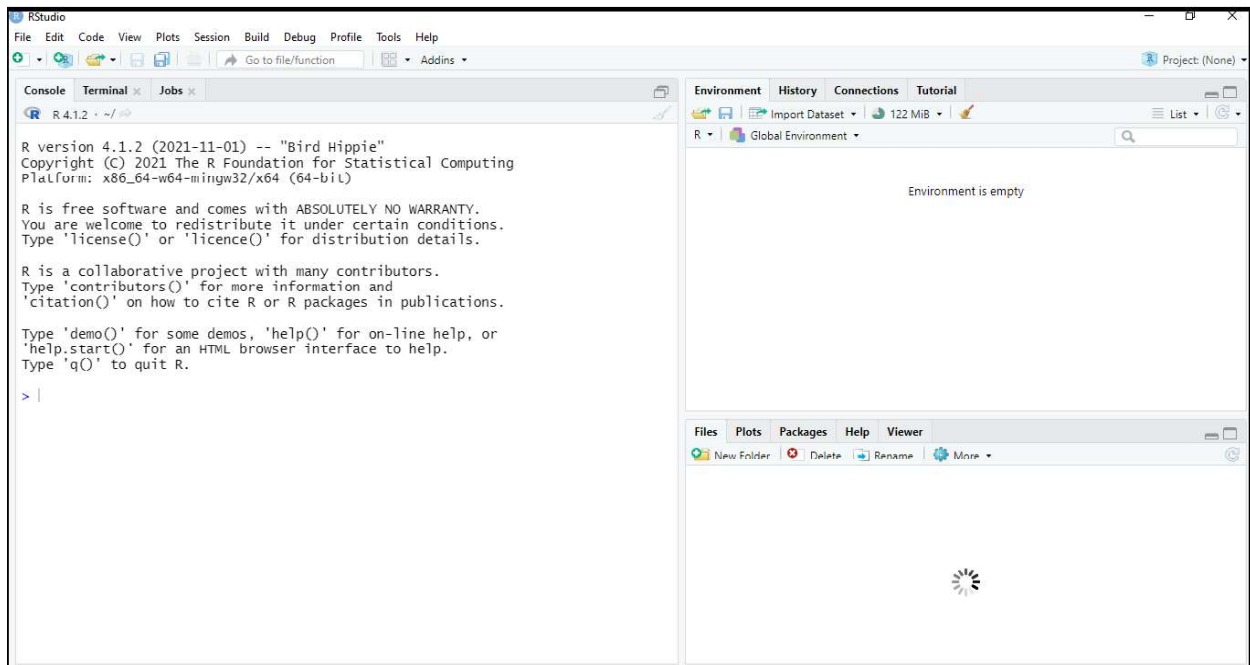 RStudio
File Edit Code View Plots Session Build Debug Profile Tools Help
Go to file/function Addins Project: (None)
Console Terminal Jobs
R 4.1.2 · ~/
R version 4.1.2 (2021-11-01) -- "Bird Hippie"
Copyright (C) 2021 The R Foundation for Statistical Computing
Platform: x86_64-w64-mingw32/x64 (64-bit)
R is free software and comes with ABSOLUTELY NO WARRANTY.
You are welcome to redistribute it under certain conditions.
Type 'license()' or 'licence()' for distribution details.
R is a collaborative project with many contributors.
Type 'contributors()' for more information and
'citation()' on how to cite R or R packages in publications.
Type 'demo()' for some demos, 'help()' for on-line help, or
'help.start()' for an HTML browser interface to help.
Type 'q()' to quit R.
>
Environment History Connections Tutorial
Import Dataset 122 MiB List
R Global Environment
Environment is empty
Files Plots Packages Help Viewer
New Folder Delete Rename More